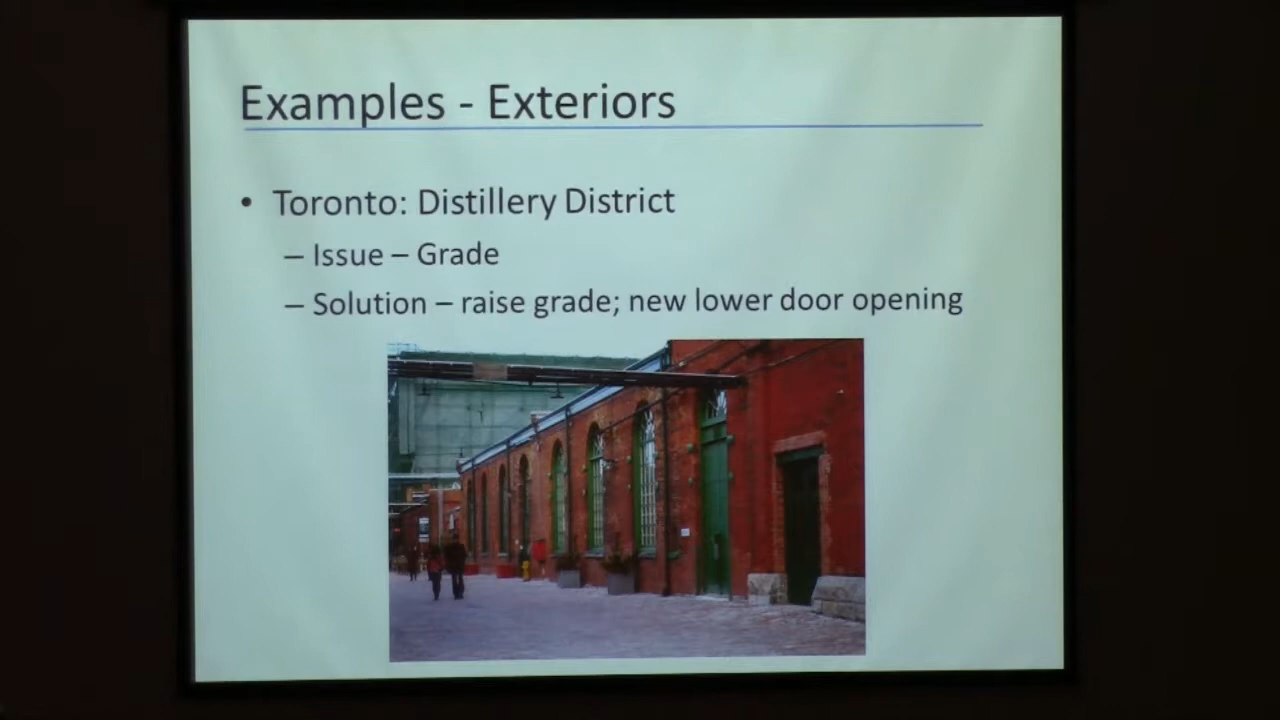 Examples - Exteriors
• Toronto: Distillery District
– Issue – Grade
– Solution – raise grade; new lower door opening